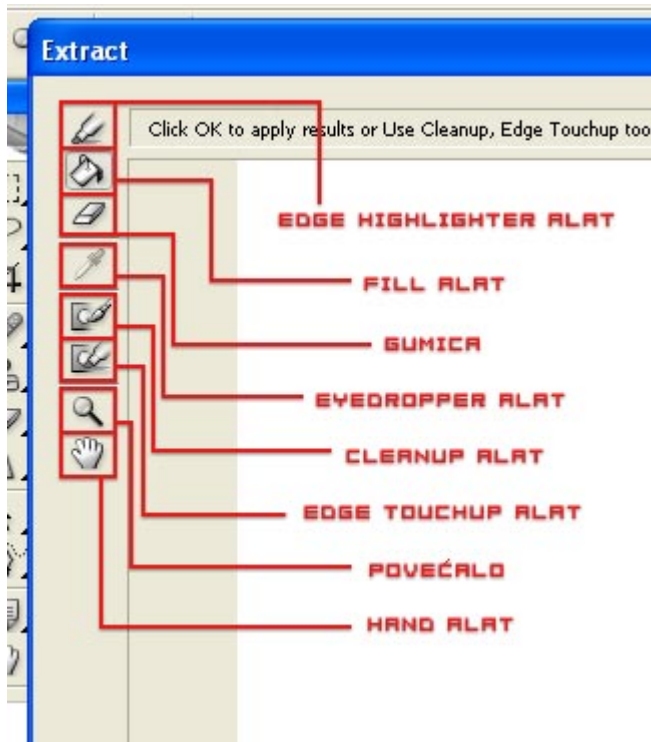 Extract
Click OK to apply results or Use Cleanup, Edge Touchup too
EDGE HIGHLIGHTER ALAT
FILL ALAT
GUMICA
EYEDROPPER ALAT
CLEANUP ALAT
EDGE TOUCHUP ALAT
POVEĆALO
HAND ALAT